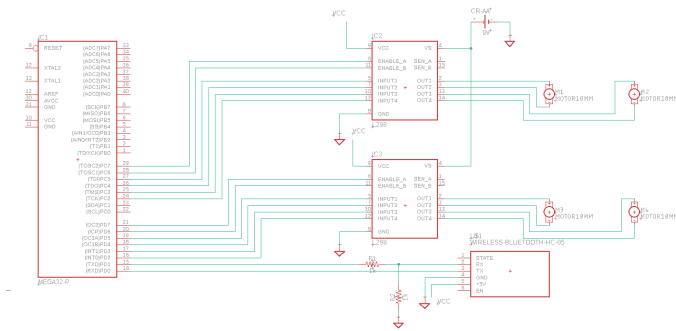 IC1
RESET
XTAL2
XTAL1
AREF
AVCC
GND
VCC
GND
(ADC7)PA7
(ADC6)PA6
(ADC5)PA5
(ADC4)PA4
(ADC3)PA3
(ADC2)PA2
(ADC1)PA1
(ADC0)PA0
(SCK)PB7
(MISO)PB6
(MOSI)PB5
(SS)PB4
(AIN1/OC0)PB3
(AIN0/INT2)PB2
(T1)PB1
(T0/XCK)PB0
(TOSC2)PC7
(TOSC1)PC6
(TDI)PC5
(TDO)PC4
(TMS)PC3
(TCK)PC2
(SDA)PC1
(SCL)PC0
(OC2)PD7
(ICP)PD6
(OC1A)PD5
(OC1B)PD4
(INT1)PD3
(INT0)PD2
(TXD)PD1
(RXD)PD0
MEGA32-P
VCC
IC2
VCC
ENABLE_A
ENABLE_B
INPUT1
INPUT2
INPUT3
INPUT4
GND
VS
SEN_A
SEN_B
OUT1
OUT2
OUT3
OUT4
L298
9V
M1
MOTOR10MM
M2
VCC
IC3
VCC
ENABLE_A
ENABLE_B
INPUT1
INPUT2
INPUT3
INPUT4
GND
VS
SEN_A
SEN_B
OUT1
OUT2
OUT3
OUT4
L298
M3
MOTOR10MM
M4
MOTOR10MM
R1
1K
R2
WIRELESS-BLUETOOTH-HC-05
STATE
RX
TX
GND
+5V
EN
VCC